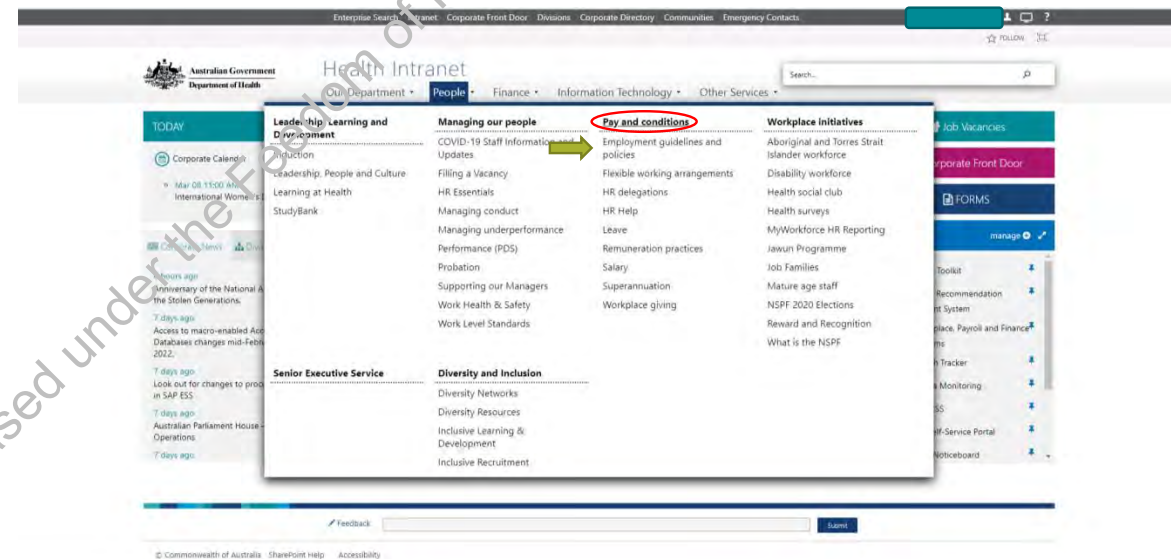 Enterprise Search Intranet Corporate Front Door Divisions Corporate Directory Communities Emergency Contacts
?
FOLLOW
Australian Government
Department of Health
Health Intranet
Search...
Our Department People Finance Information Technology Other Services
TODAY
Corporate Calendar
Mar 08 11:00 AM
International Women's
Corporate News
hours ago
Anniversary of the National
the Stolen Generations.
7 days ago
Access to macro-enabled
Databases changes
2022.
7 days ago
Look out for changes to
in SAP ESS
7 days ago
Australian Parliament House -
Operations
7 days ago
Leadership, Learning and
Development
Induction
Leadership, People and Culture
Learning at Health
StudyBank
Managing our people
COVID-19 Staff Information and
Updates
Filling a Vacancy
HR Essentials
Managing conduct
Managing underperformance
Performance (PDS)
Probation
Supporting our Managers
Work Health & Safety
Work Level Standards
Pay and conditions
Employment guidelines and
policies
Flexible working arrangements
HR delegations
HR Help
Leave
Remuneration practices
Salary
Superannuation
Workplace giving
Workplace initiatives
Aboriginal and Torres Strait
Islander workforce
Disability workforce
Health social club
Health surveys
MyWorkforce HR Reporting
Jawun Programme
Job Families
Mature age staff
NSPF 2020 Elections
Reward and Recognition
What is the NSPF
Senior Executive Service
Diversity and Inclusion
Diversity Networks
Diversity Resources
Inclusive Learning &
Development
Inclusive Recruitment
Job Vacancies
Corporate Front Door
FORMS
manage
Toolkit
Recommendation
System
Payroll and Finance
Tracker
Monitoring
Self-Service Portal
Noticeboard
Feedback
Submit
© Commonwealth of Australia SharePoint Help Accessibility
under the Freedom of